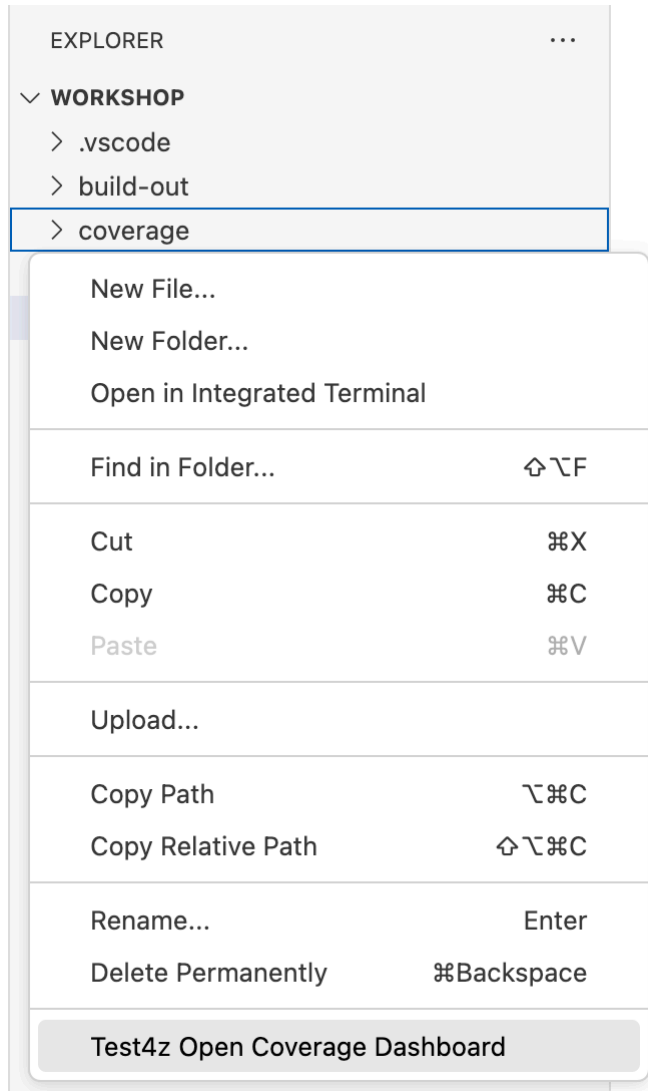 EXPLORER ...
WORKSHOP
.vscode
build-out
coverage
New File...
New Folder...
Open in Integrated Terminal
Find in Folder... ⇧⌥F
Cut ⌘X
Copy ⌘C
Paste ⌘V
Upload...
Copy Path ⌥⌘C
Copy Relative Path ⇧⌥⌘C
Rename... Enter
Delete Permanently ⌘Backspace
Test4z Open Coverage Dashboard